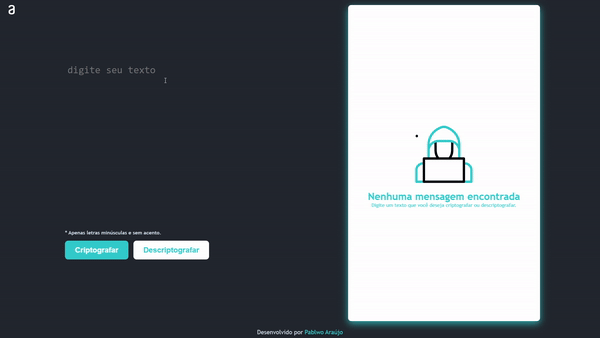 a
digite seu texto
* Apenas letras minúsculas e sem acento.
Criptografar
Descriptografar
Nenhuma mensagem encontrada
Digite um texto que você deseja criptografar ou descriptografar.
Desenvolvido por Pablwo Araújo